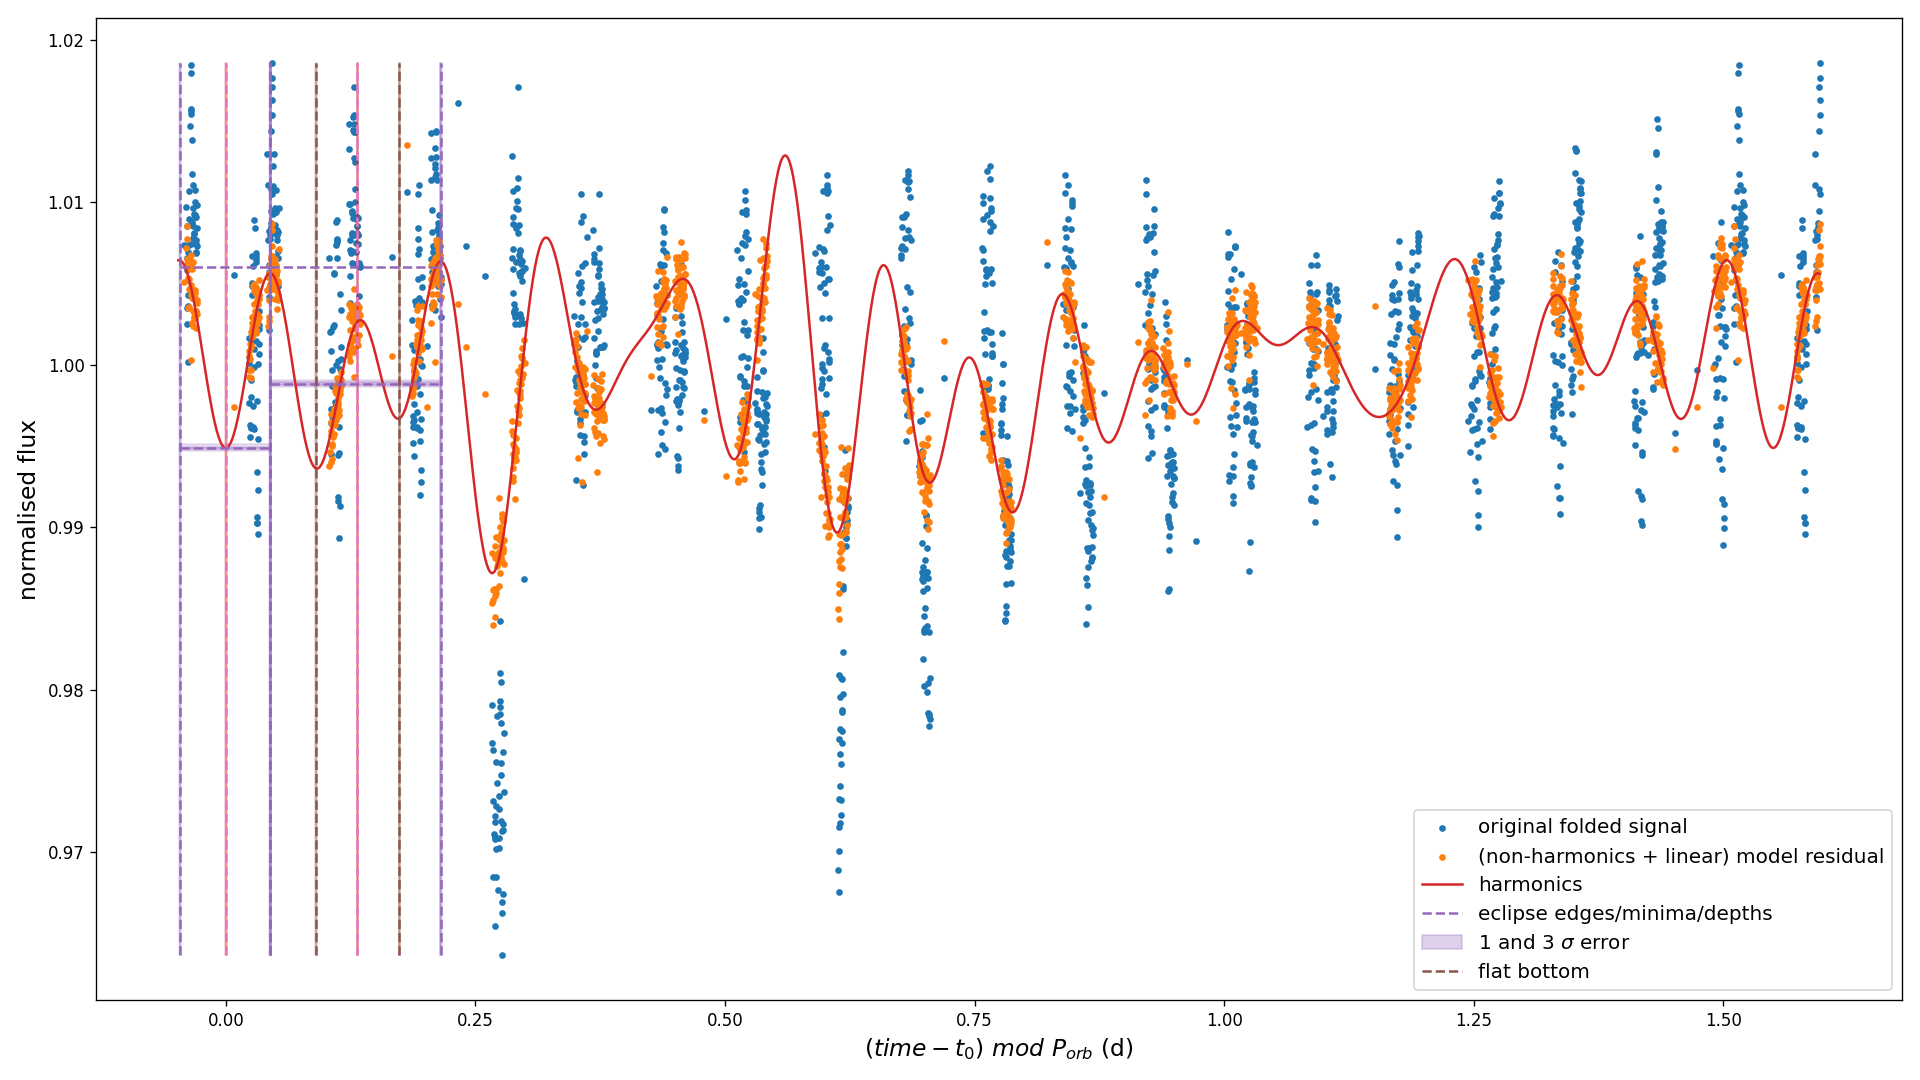 1.02
1.01
1.00
0.99
0.98
0.97
normalised flux
0.00 0.25 0.50 0.75 1.00 1.25 1.50
(time − t₀) mod P_orb (d)
original folded signal
(non-harmonics + linear) model residual
harmonics
eclipse edges/minima/depths
1 and 3 σ error
flat bottom